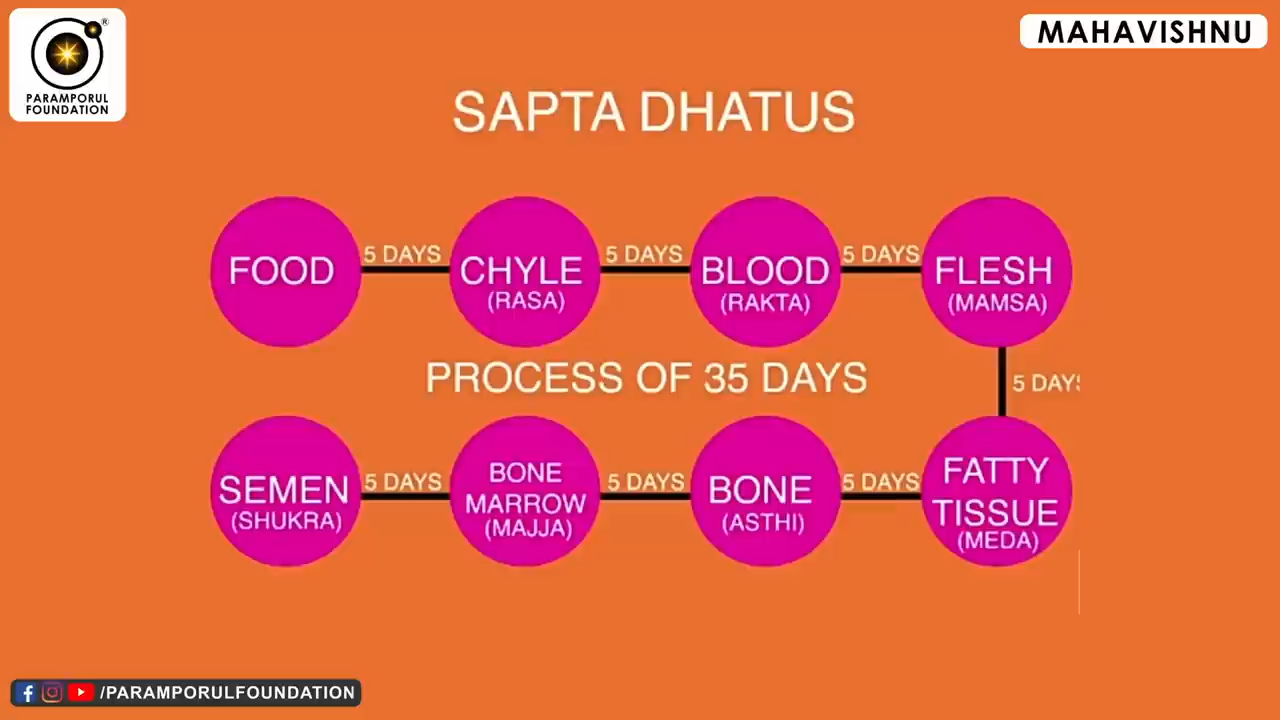 ®
PARAMPORUL
FOUNDATION
MAHAVISHNU
SAPTA DHATUS
FOOD
5 DAYS
CHYLE
(RASA)
5 DAYS
BLOOD
(RAKTA)
5 DAYS
FLESH
(MAMSA)
PROCESS OF 35 DAYS
5 DAYS
SEMEN
(SHUKRA)
5 DAYS
BONE
MARROW
(MAJJA)
5 DAYS
BONE
(ASTHI)
5 DAYS
FATTY
TISSUE
(MEDA)
/PARAMPORULFOUNDATION